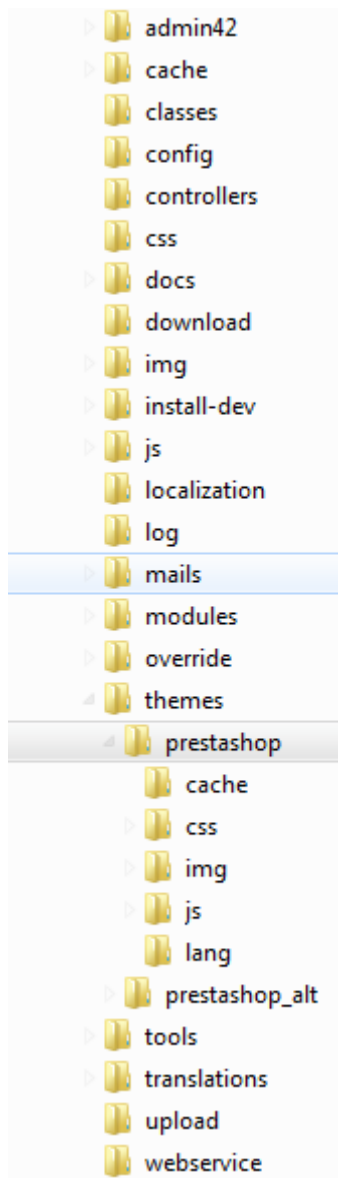 admin42
cache
classes
config
controllers
css
docs
download
img
install-dev
js
localization
log
mails
modules
override
themes
prestashop
cache
css
img
js
lang
prestashop_alt
tools
translations
upload
webservice